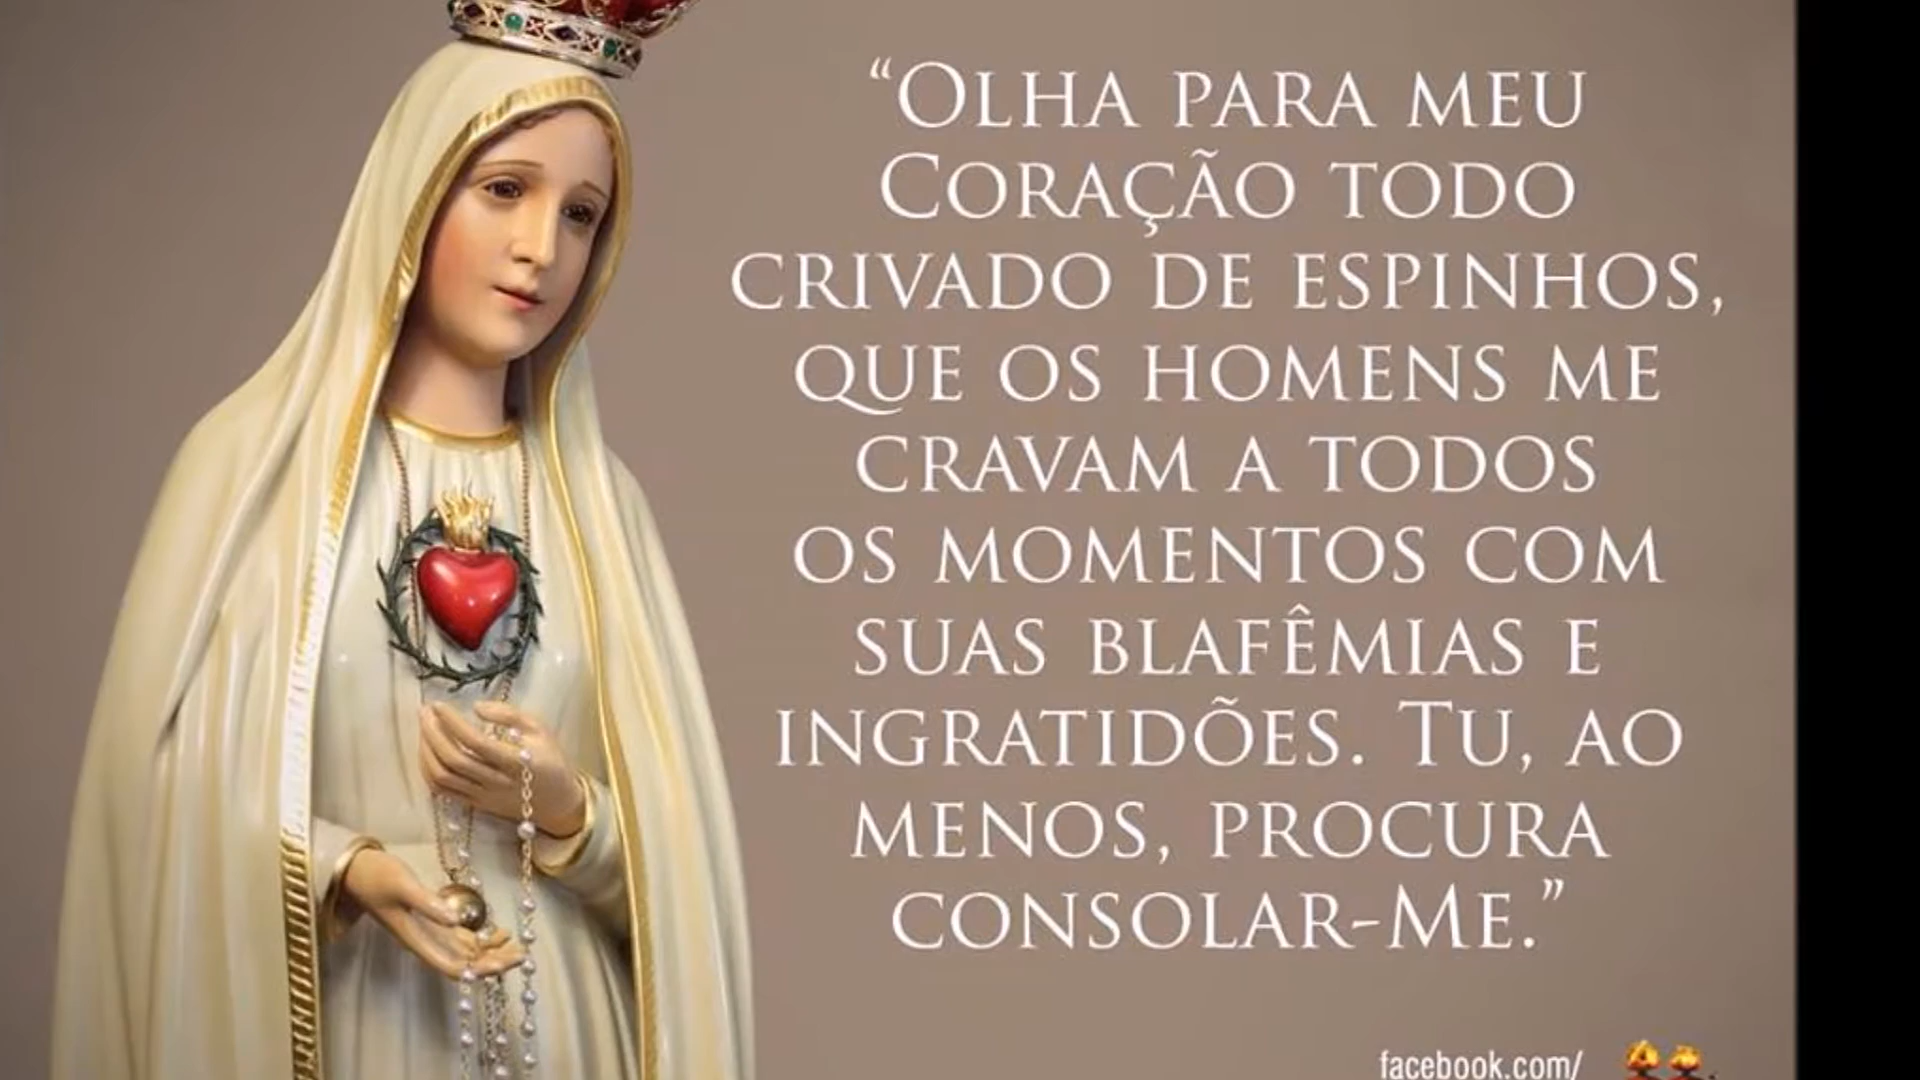 “Olha para meu
Coração todo
crivado de espinhos,
que os homens me
cravam a todos
os momentos com
suas blafêmias e
ingratidões. Tu, ao
menos, procura
consolar-Me.”
facebook.com/